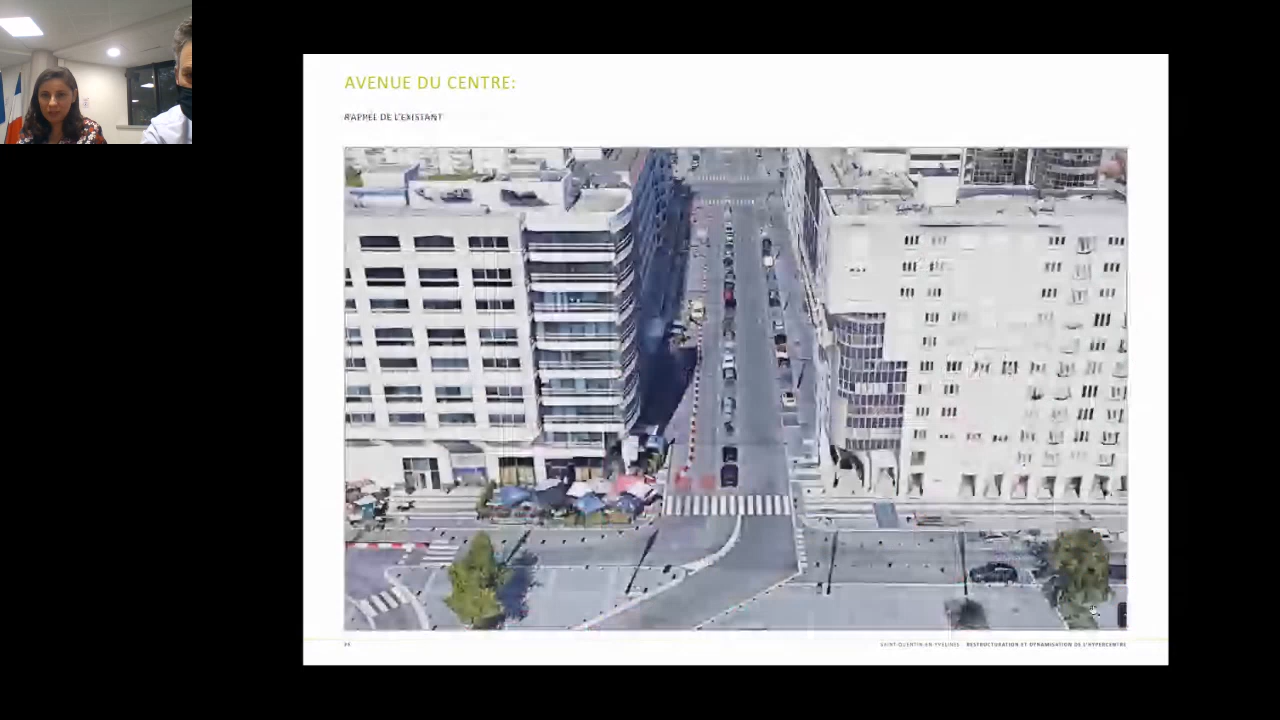 AVENUE DU CENTRE:
RAPPEL DE L'EXISTANT
SAINT-QUENTIN-EN-YVELINES RESTRUCTURATION ET DYNAMISATION DE L'HYPERCENTRE